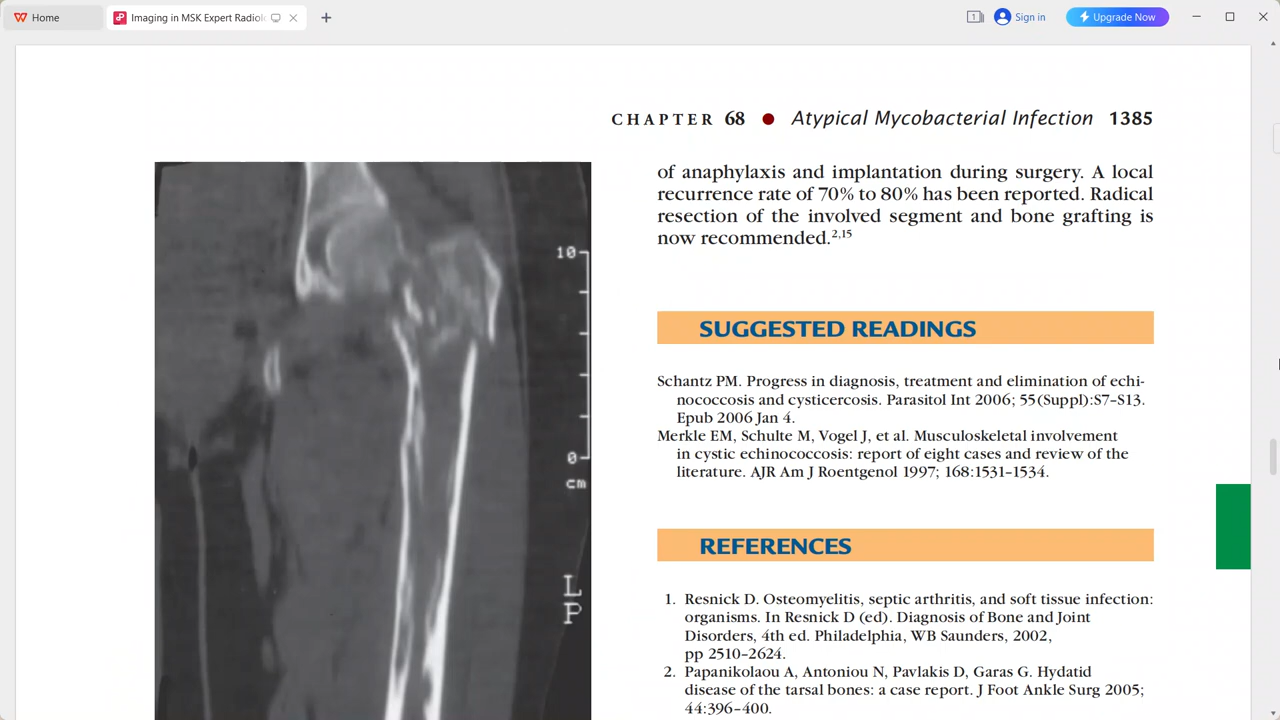 Home
Imaging in MSK Expert Radiol
Sign in
Upgrade Now
CHAPTER 68 ● Atypical Mycobacterial Infection 1385
10
0
cm
L
P
of anaphylaxis and implantation during surgery. A local
recurrence rate of 70% to 80% has been reported. Radical
resection of the involved segment and bone grafting is
now recommended.2,15
SUGGESTED READINGS
Schantz PM. Progress in diagnosis, treatment and elimination of echi-
nococcosis and cysticercosis. Parasitol Int 2006; 55(Suppl):S7–S13.
Epub 2006 Jan 4.
Merkle EM, Schulte M, Vogel J, et al. Musculoskeletal involvement
in cystic echinococcosis: report of eight cases and review of the
literature. AJR Am J Roentgenol 1997; 168:1531–1534.
REFERENCES
1. Resnick D. Osteomyelitis, septic arthritis, and soft tissue infection:
organisms. In Resnick D (ed). Diagnosis of Bone and Joint
Disorders, 4th ed. Philadelphia, WB Saunders, 2002,
pp 2510–2624.
2. Papanikolaou A, Antoniou N, Pavlakis D, Garas G. Hydatid
disease of the tarsal bones: a case report. J Foot Ankle Surg 2005;
44:396–400.